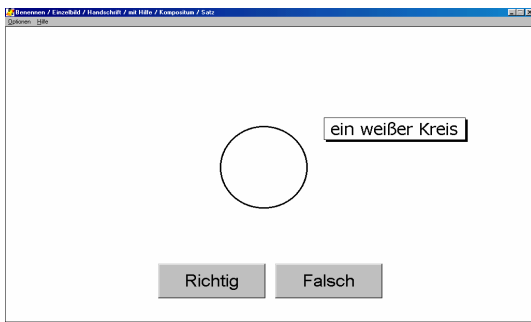 Benennen / Einzelbild / Handschrift / mit Hilfe / Kompositum / Satz
Optionen Hilfe
ein weißer Kreis
Richtig Falsch